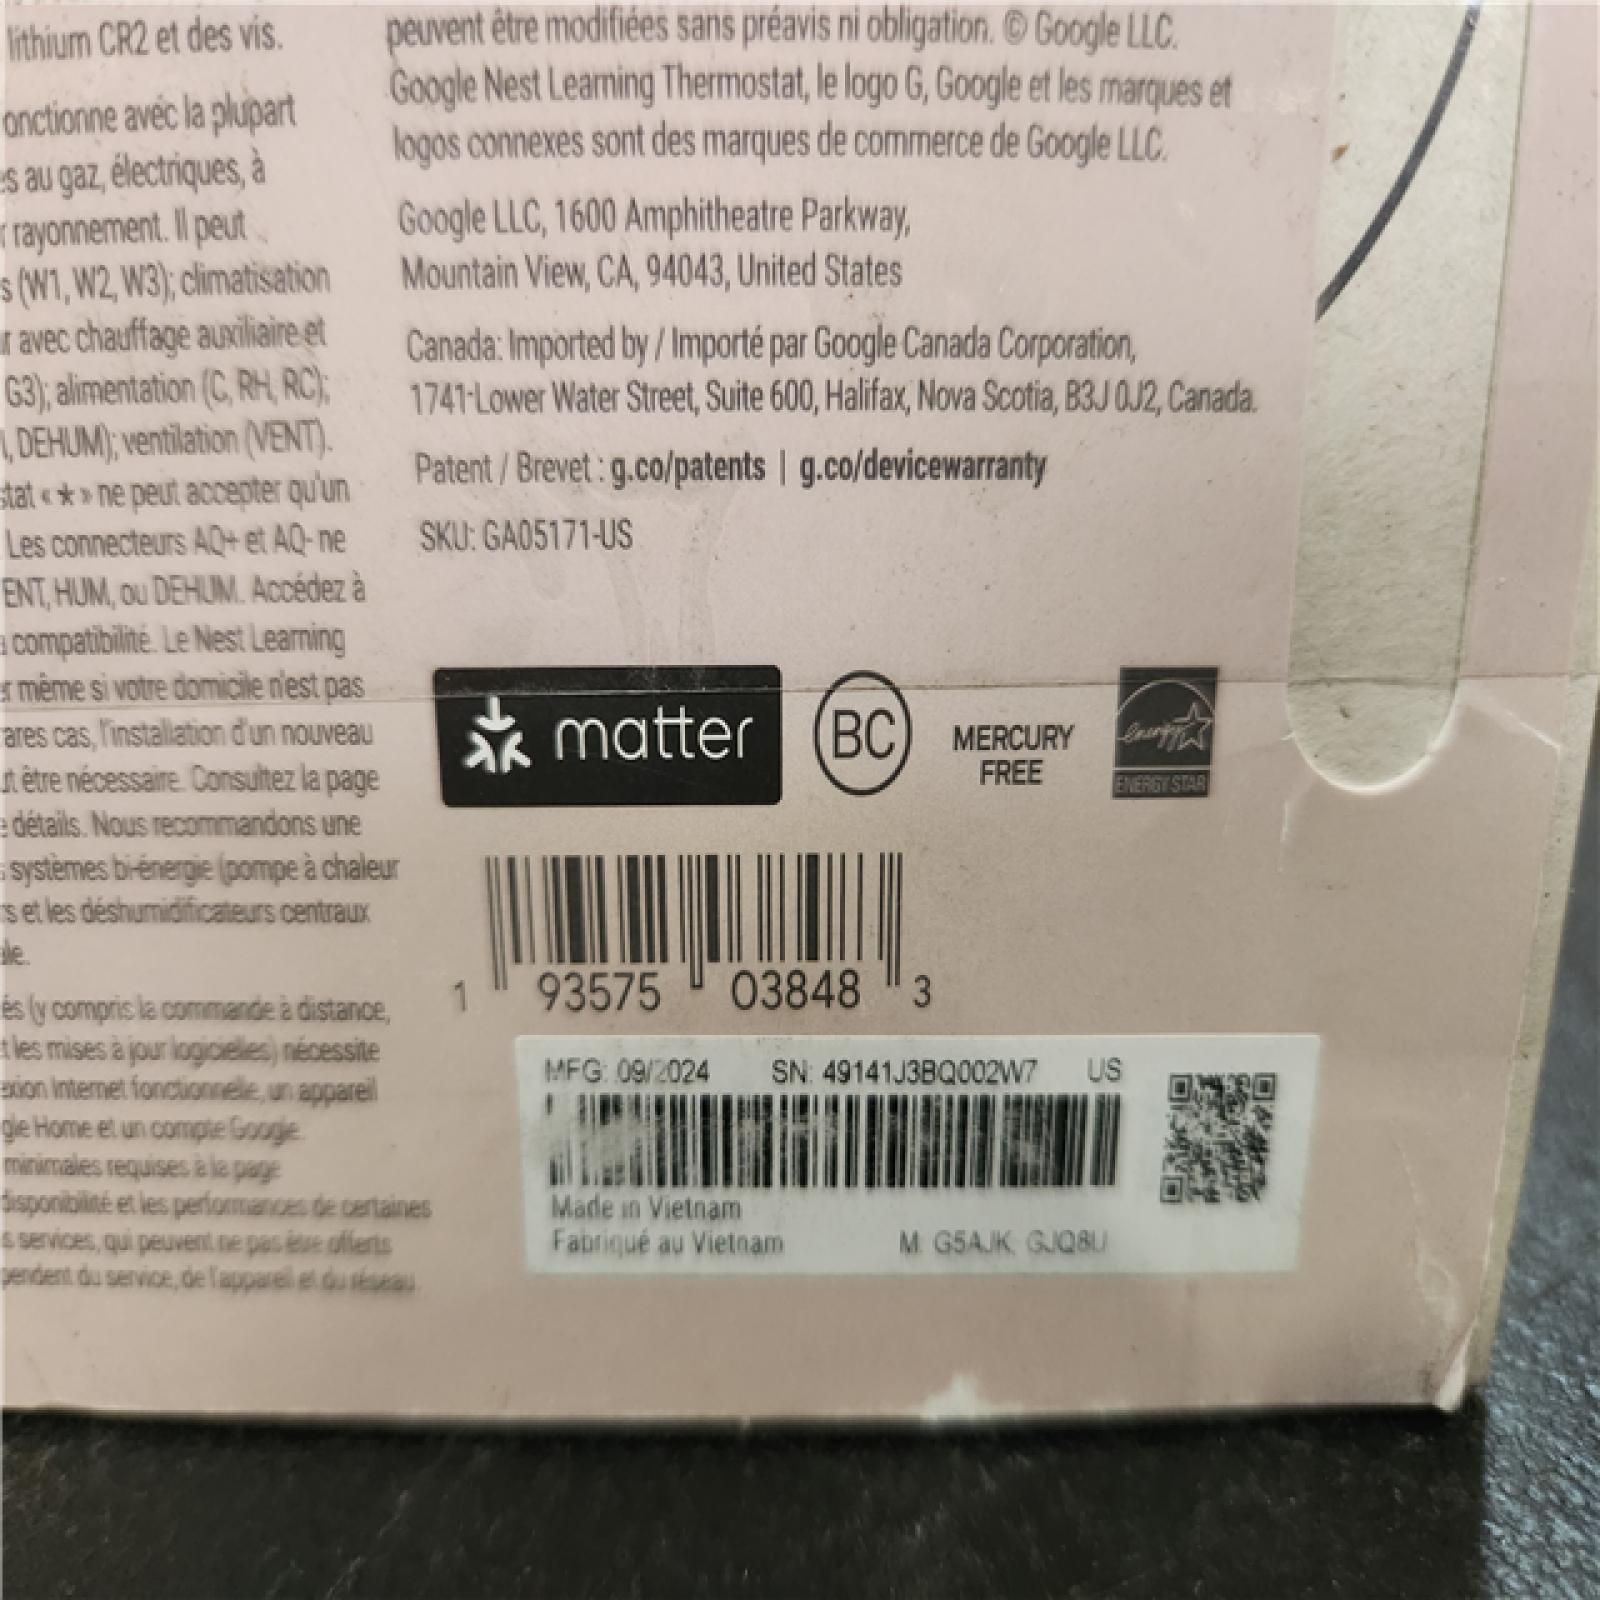 lithium CR2 et des vis.
onctionne avec la plupart
es au gaz, électriques, à
r rayonnement. Il peut
s (W1, W2, W3); climatisation
ur avec chauffage auxiliaire et
G3); alimentation (C, RH, RC);
DEHUM); ventilation (VENT).
stat « * » ne peut accepter qu'un
Les connecteurs AQ+ et AQ- ne
ENT, HUM, ou DEHUM. Accédez à
a compatibilité. Le Nest Learning
er même si votre domicile n'est pas
rares cas, l'installation d'un nouveau
ut être nécessaire. Consultez la page
e détails. Nous recommandons une
systèmes bi-énergie (pompe à chaleur
rs et les déshumidificateurs centraux
ale.
és (y compris la commande à distance,
t les mises à jour logicielles) nécessite
exion Internet fonctionnelle, un appareil
gle Home et un compte Google.
minimales requises à la page
disponibilité et les performances de certaines
s services, qui peuvent ne pas être offerts
pendent du service, de l'appareil et du réseau.
peuvent être modifiées sans préavis ni obligation. © Google LLC.
Google Nest Learning Thermostat, le logo G, Google et les marques et
logos connexes sont des marques de commerce de Google LLC.
Google LLC, 1600 Amphitheatre Parkway,
Mountain View, CA, 94043, United States
Canada: Imported by / Importé par Google Canada Corporation,
1741-Lower Water Street, Suite 600, Halifax, Nova Scotia, B3J 0J2, Canada.
Patent / Brevet : g.co/patents | g.co/devicewarranty
SKU: GA05171-US
matter
BC
MERCURY
FREE
energy
ENERGY STAR
1 93575 03848 3
MFG: 09/2024 SN: 49141J3BQ002W7 US
Made in Vietnam
Fabriqué au Vietnam M: G5AJK, GJQ8U